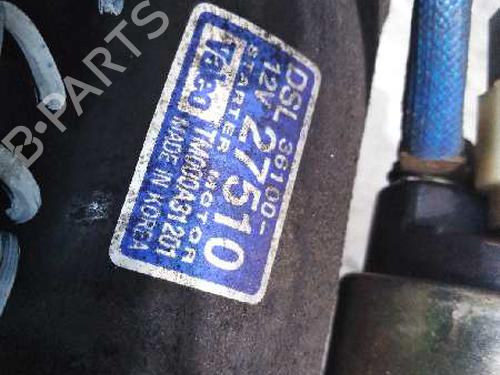 B-PARTS
DSL 36100-
12V 27510
STARTER MOTOR
Valeo TM000A31201
MADE IN KOREA